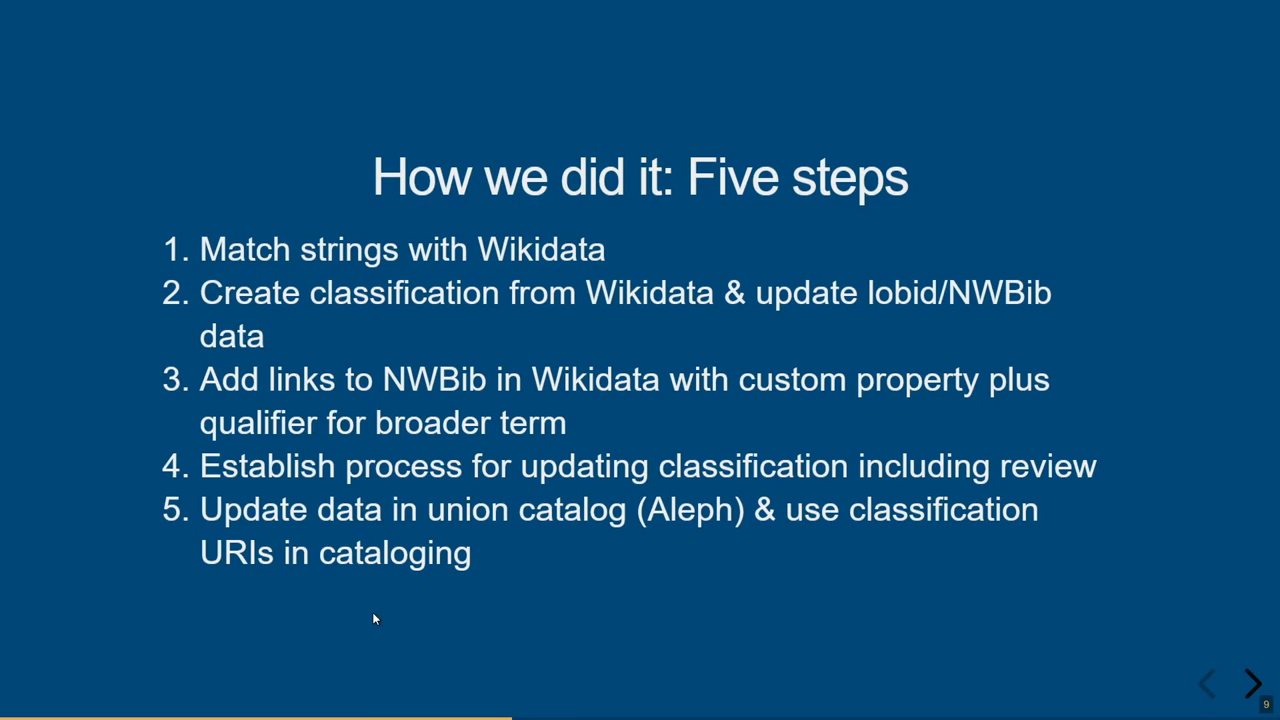 How we did it: Five steps
1. Match strings with Wikidata
2. Create classification from Wikidata & update lobid/NWBib
data
3. Add links to NWBib in Wikidata with custom property plus
qualifier for broader term
4. Establish process for updating classification including review
5. Update data in union catalog (Aleph) & use classification
URIs in cataloging
9